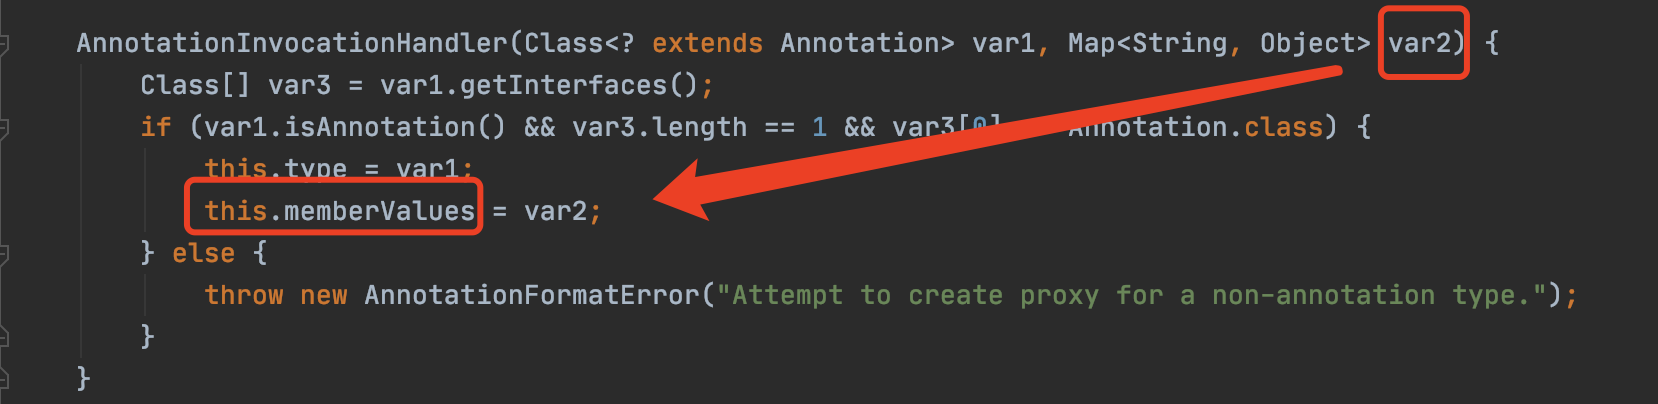 AnnotationInvocationHandler(Class<? extends Annotation> var1, Map<String, Object> var2) {
Class[] var3 = var1.getInterfaces();
if (var1.isAnnotation() && var3.length == 1 && var3[0] Annotation.class) {
this.type = var1;
this.memberValues = var2;
} else {
throw new AnnotationFormatError("Attempt to create proxy for a non-annotation type.");
}
}